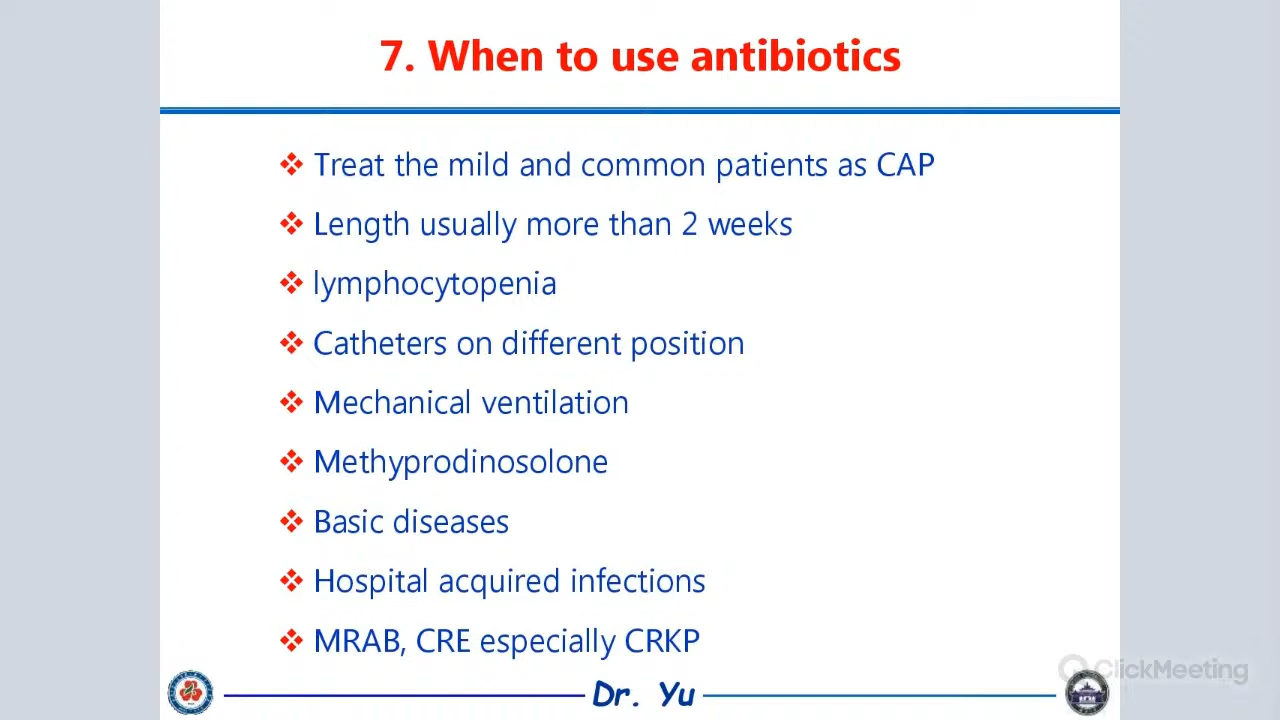 7. When to use antibiotics
Treat the mild and common patients as CAP
Length usually more than 2 weeks
lymphocytopenia
Catheters on different position
Mechanical ventilation
Methyprodinosolone
Basic diseases
Hospital acquired infections
MRAB, CRE especially CRKP
Dr. Yu
ClickMeeting